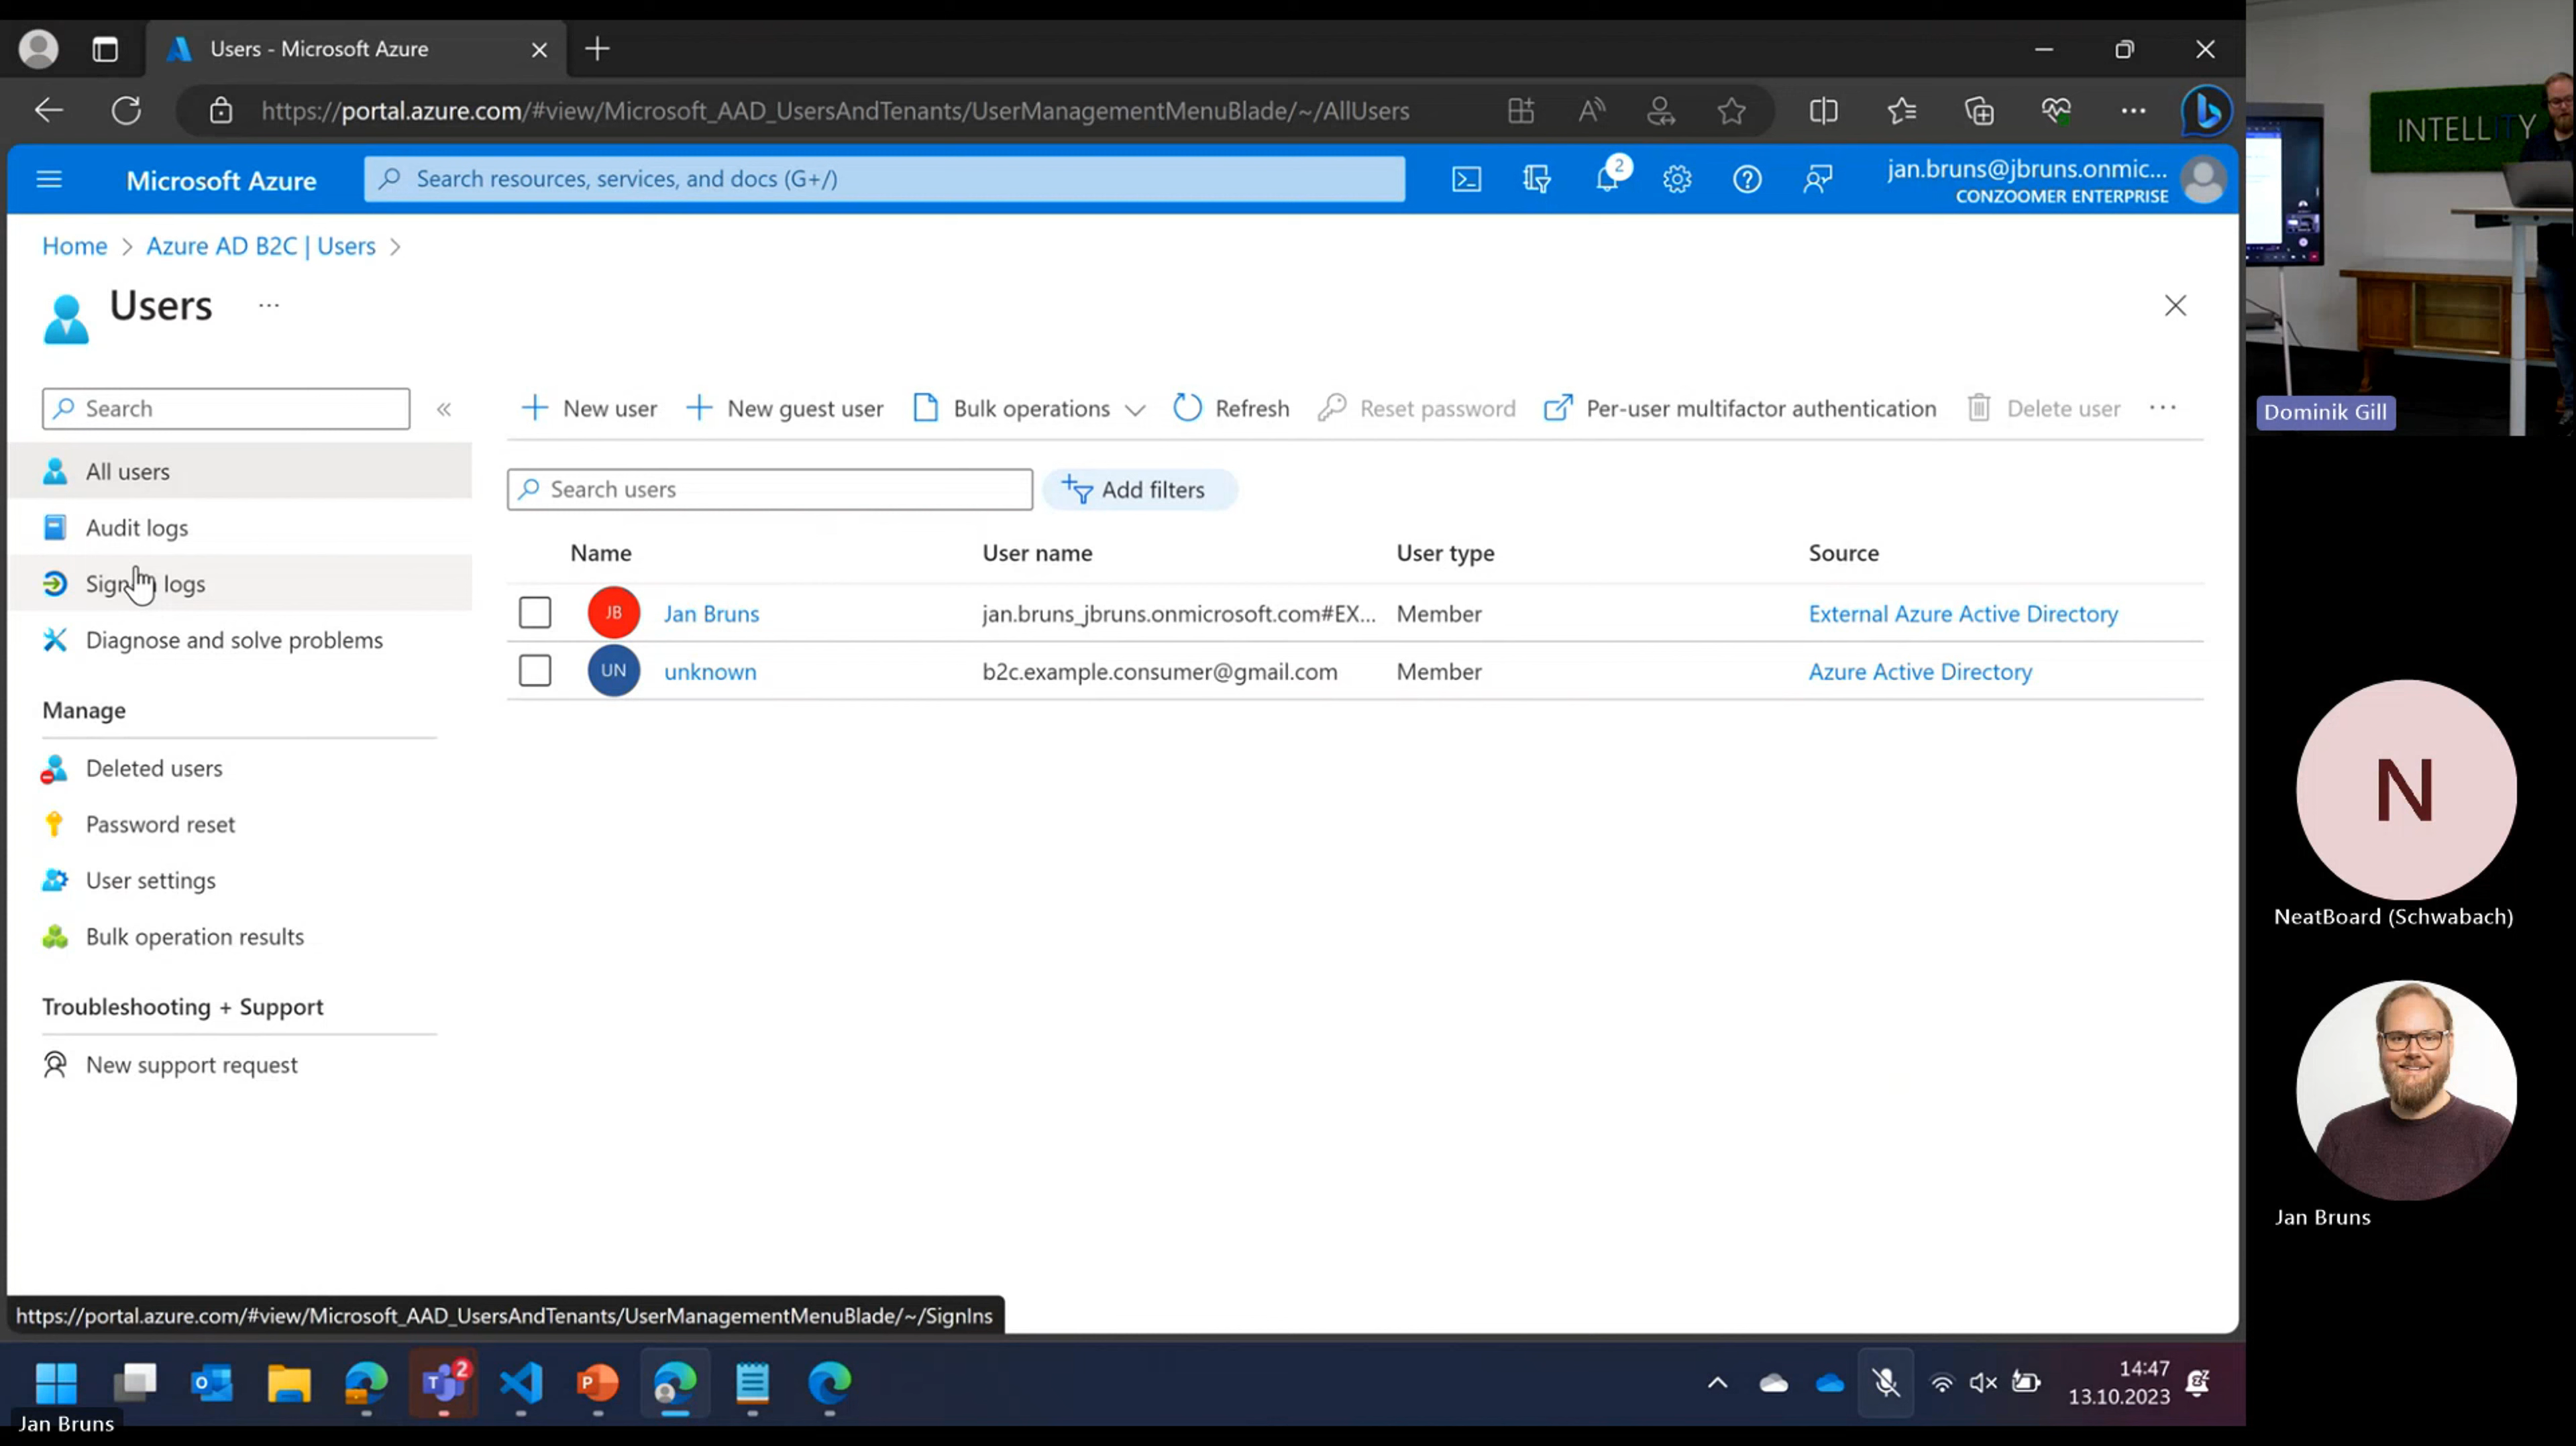 Users - Microsoft Azure
https://portal.azure.com/#view/Microsoft_AAD_UsersAndTenants/UserManagementMenuBlade/~/AllUsers
Microsoft Azure
Search resources, services, and docs (G+/)
2
jan.bruns@jbruns.onmic...
CONZOOMER ENTERPRISE
Home > Azure AD B2C | Users >
Users
...
Search
«
New user
New guest user
Bulk operations
Refresh
Reset password
Per-user multifactor authentication
Delete user
...
All users
Audit logs
logs
Diagnose and solve problems
Manage
Deleted users
Password reset
User settings
Bulk operation results
Troubleshooting + Support
New support request
Search users
Add filters
Name User name User type Source
JB Jan Bruns jan.bruns_jbruns.onmicrosoft.com#EX... Member External Azure Active Directory
UN unknown b2c.example.consumer@gmail.com Member Azure Active Directory
https://portal.azure.com/#view/Microsoft_AAD_UsersAndTenants/UserManagementMenuBlade/~/SignIns
2
14:47
13.10.2023
Jan Bruns
INTELLITY
Dominik Gill
N
NeatBoard (Schwabach)
Jan Bruns